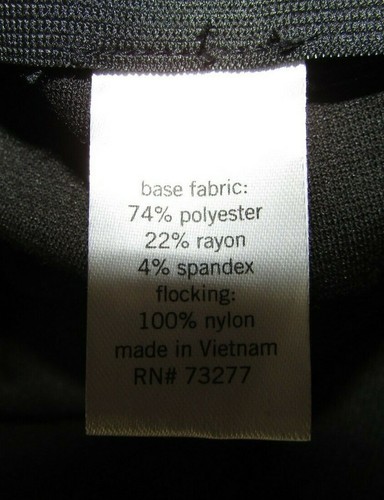 base fabric:
74% polyester
22% rayon
4% spandex
flocking:
100% nylon
made in Vietnam
RN# 73277